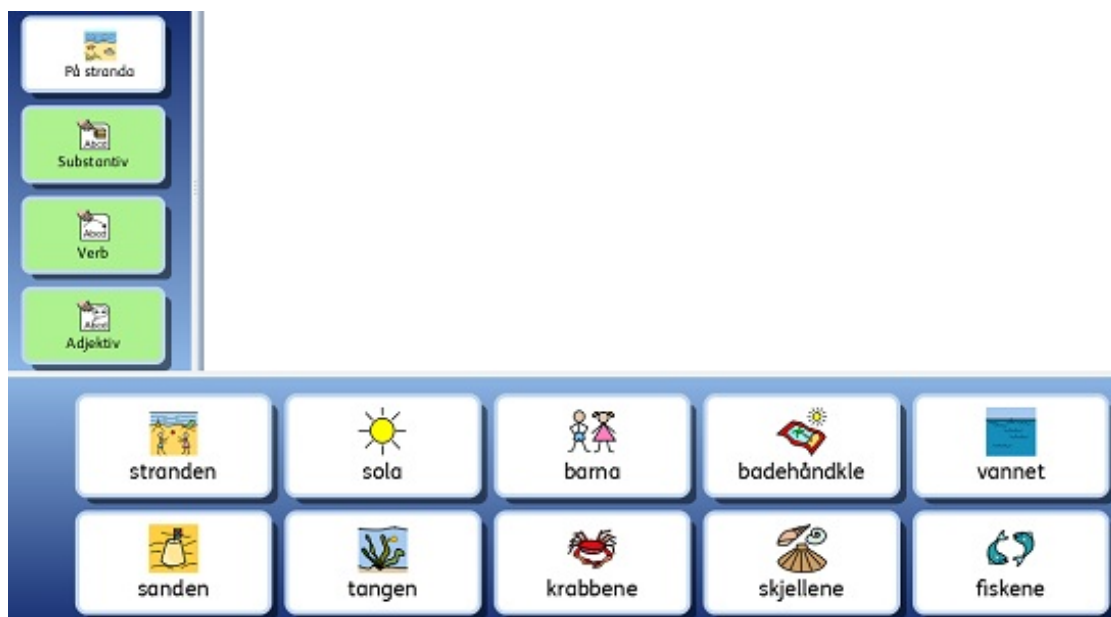 På stranda
Substantiv
Verb
Adjektiv
stranden sola barna badehåndkle vannet
sanden tangen krabbene skjellene fiskene